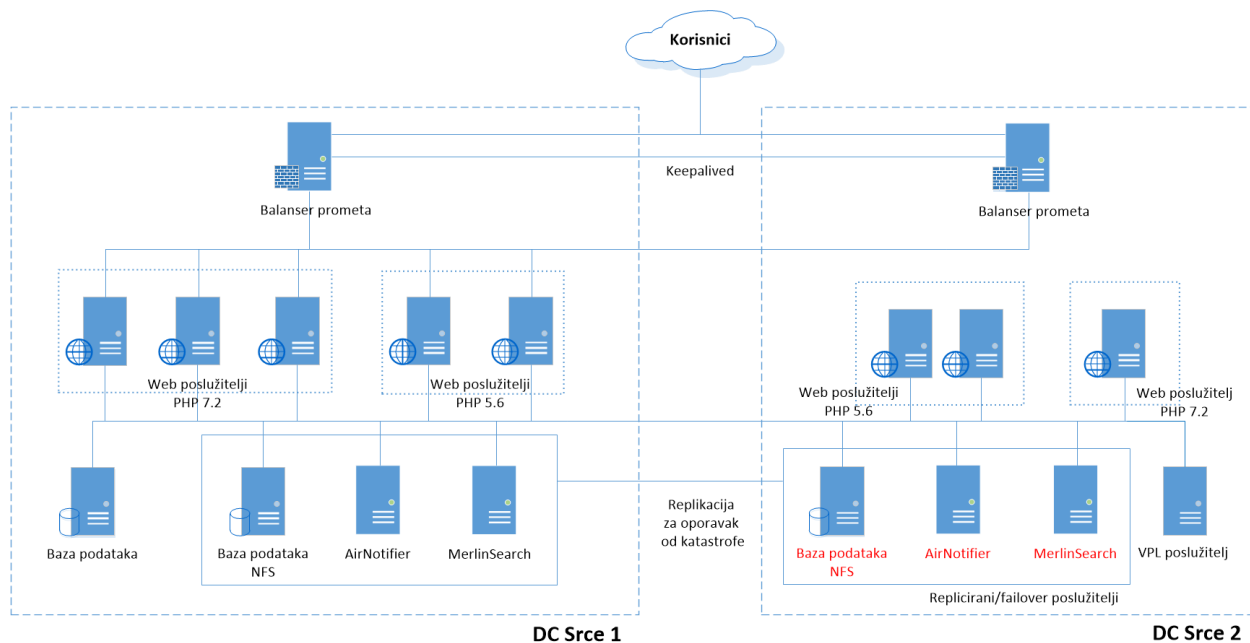 Korisnici
Keepalived
Balanser prometa
Balanser prometa
Web poslužitelji
PHP 7.2
Web poslužitelji
PHP 5.6
Web poslužitelji
PHP 5.6
Web poslužitelj
PHP 7.2
Baza podataka
Baza podataka
NFS
AirNotifier
MerlinSearch
Replikacija
za oporavak
od katastrofe
Baza podataka
NFS
AirNotifier
MerlinSearch
VPL poslužitelj
Replicirani/failover poslužitelji
DC Srce 1
DC Srce 2